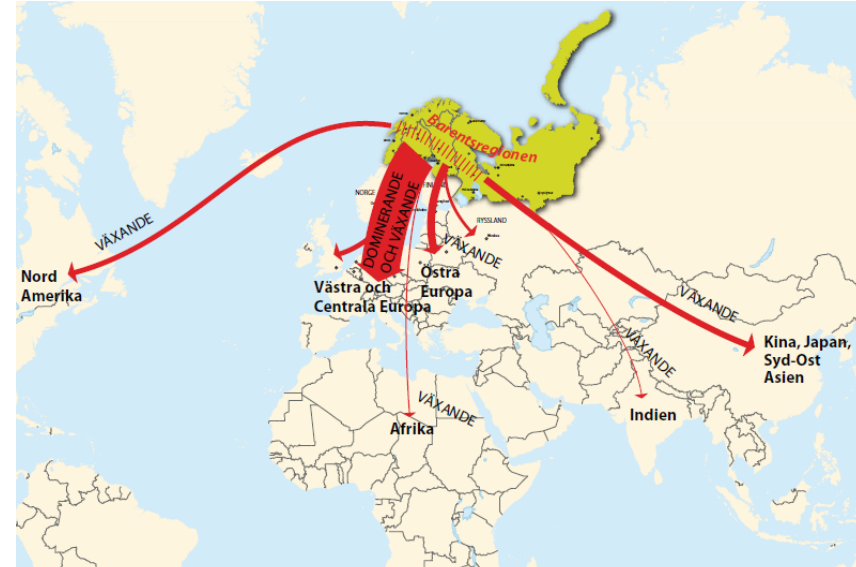 Barentsregionen
NORGE
FINLAND
RYSSLAND
DOMINERANDE
OCH VÄXANDE
VÄXANDE
VÄXANDE
VÄXANDE
VÄXANDE
VÄXANDE
Nord
Amerika
Västra och
Centrala Europa
Östra
Europa
Kina, Japan,
Syd-Ost
Asien
Indien
Afrika